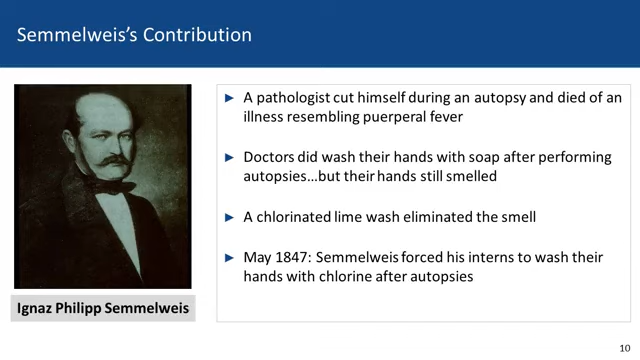 Semmelweis's Contribution
► A pathologist cut himself during an autopsy and died of an
illness resembling puerperal fever
► Doctors did wash their hands with soap after performing
autopsies...but their hands still smelled
► A chlorinated lime wash eliminated the smell
► May 1847: Semmelweis forced his interns to wash their
hands with chlorine after autopsies
Ignaz Philipp Semmelweis
10